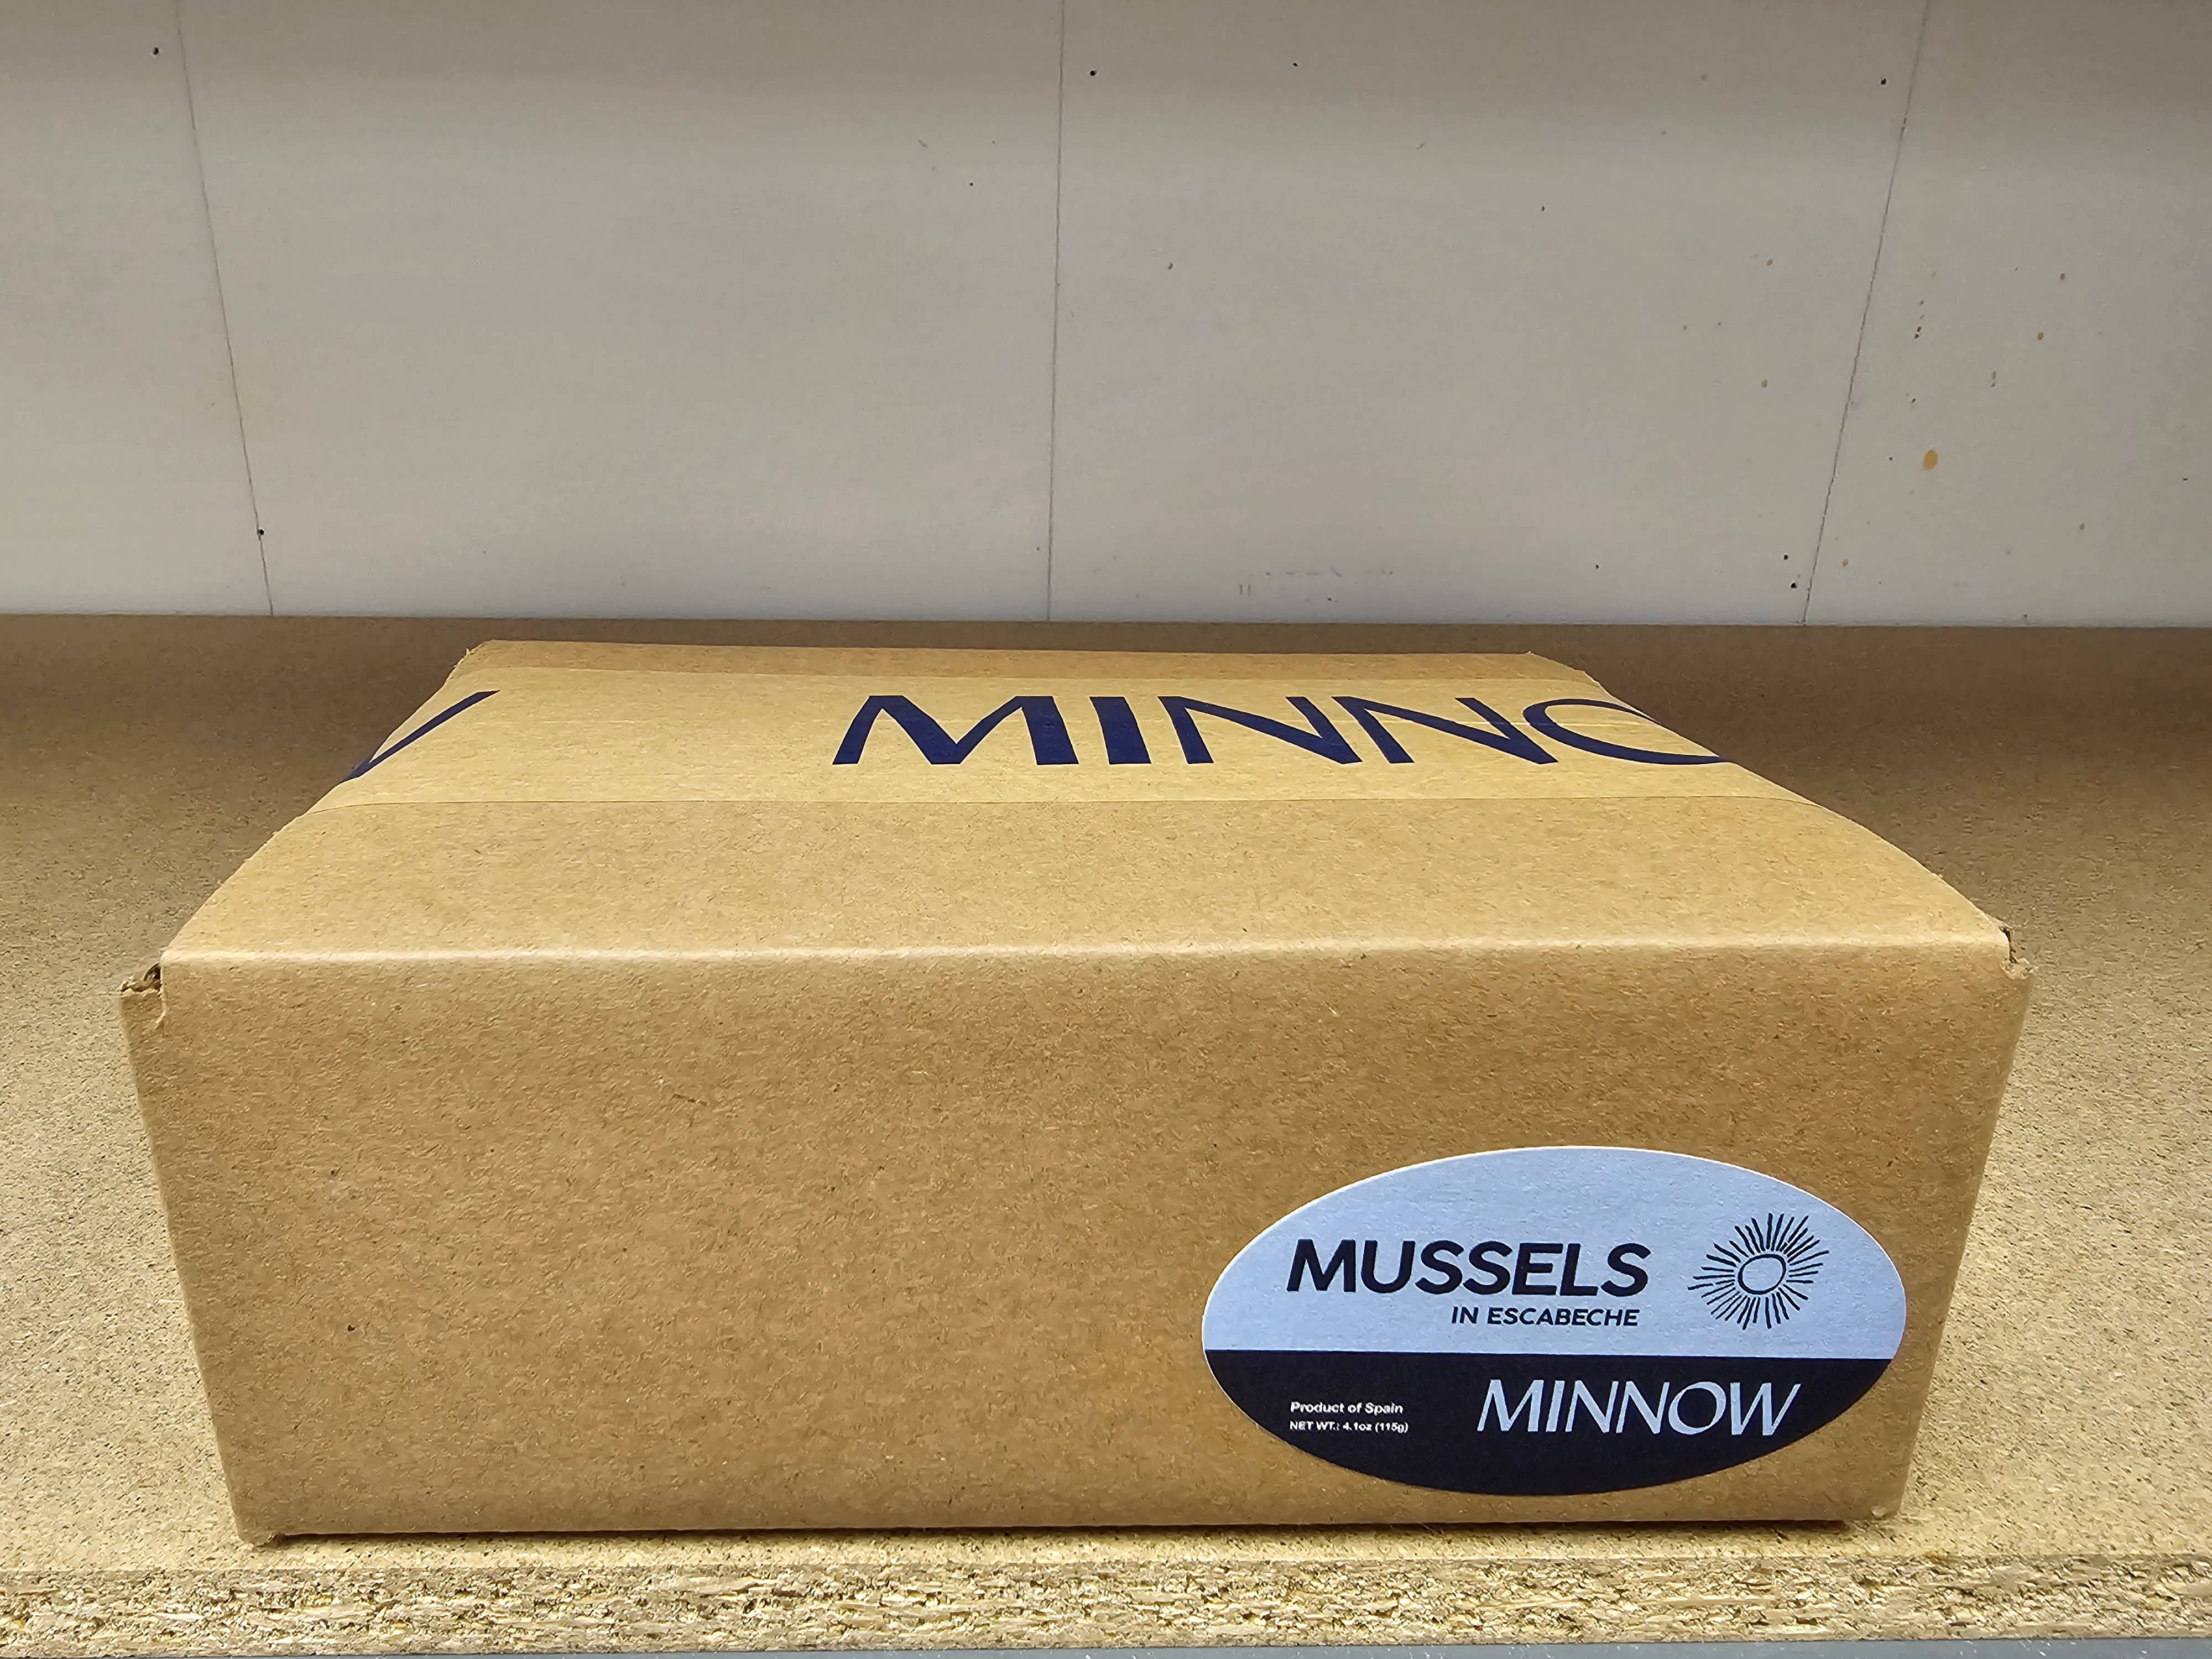 MINNO
MUSSELS
IN ESCABECHE
Product of Spain
NET WT.: 4.1oz (115g)
MINNOW